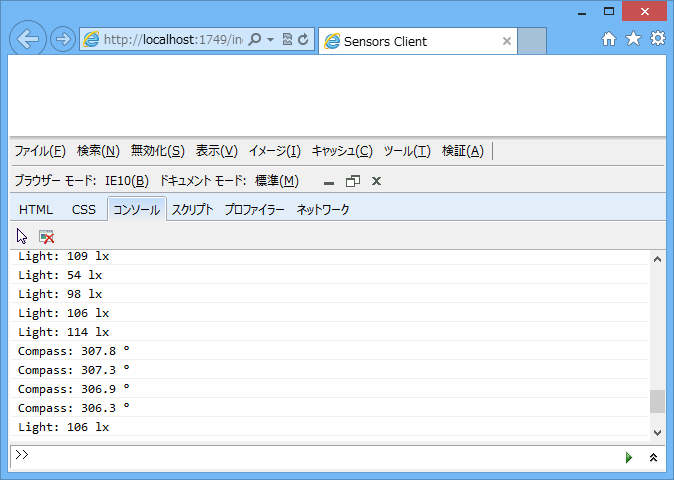 http://localhost:1749/in
Sensors Client
ファイル(F) 検索(N) 無効化(S) 表示(V) イメージ(I) キャッシュ(C) ツール(T) 検証(A)
ブラウザー モード: IE10(B) ドキュメント モード: 標準(M)
HTML CSS コンソール スクリプト プロファイラー ネットワーク
Light: 109 lx
Light: 54 lx
Light: 98 lx
Light: 106 lx
Light: 114 lx
Compass: 307.8 °
Compass: 307.3 °
Compass: 306.9 °
Compass: 306.3 °
Light: 106 lx
>>